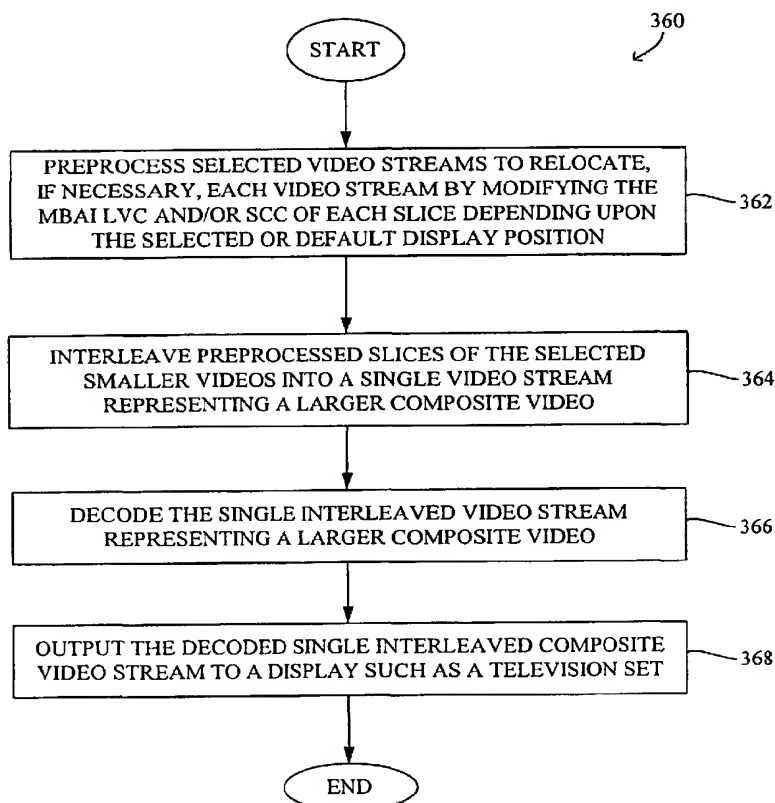 360
START
PREPROCESS SELECTED VIDEO STREAMS TO RELOCATE,
IF NECESSARY, EACH VIDEO STREAM BY MODIFYING THE
MBAI LVC AND/OR SCC OF EACH SLICE DEPENDING UPON
THE SELECTED OR DEFAULT DISPLAY POSITION
362
INTERLEAVE PREPROCESSED SLICES OF THE SELECTED
SMALLER VIDEOS INTO A SINGLE VIDEO STREAM
REPRESENTING A LARGER COMPOSITE VIDEO
364
DECODE THE SINGLE INTERLEAVED VIDEO STREAM
REPRESENTING A LARGER COMPOSITE VIDEO
366
OUTPUT THE DECODED SINGLE INTERLEAVED COMPOSITE
VIDEO STREAM TO A DISPLAY SUCH AS A TELEVISION SET
368
END